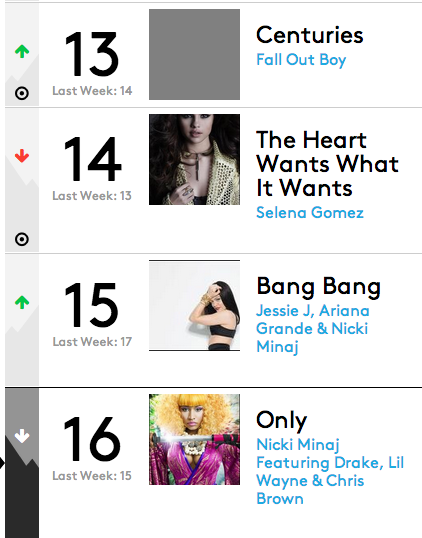 13
Last Week: 14
Centuries
Fall Out Boy
14
Last Week: 13
The Heart
Wants What
It Wants
Selena Gomez
15
Last Week: 17
Bang Bang
Jessie J, Ariana
Grande & Nicki
Minaj
16
Last Week: 15
Only
Nicki Minaj
Featuring Drake, Lil
Wayne & Chris
Brown